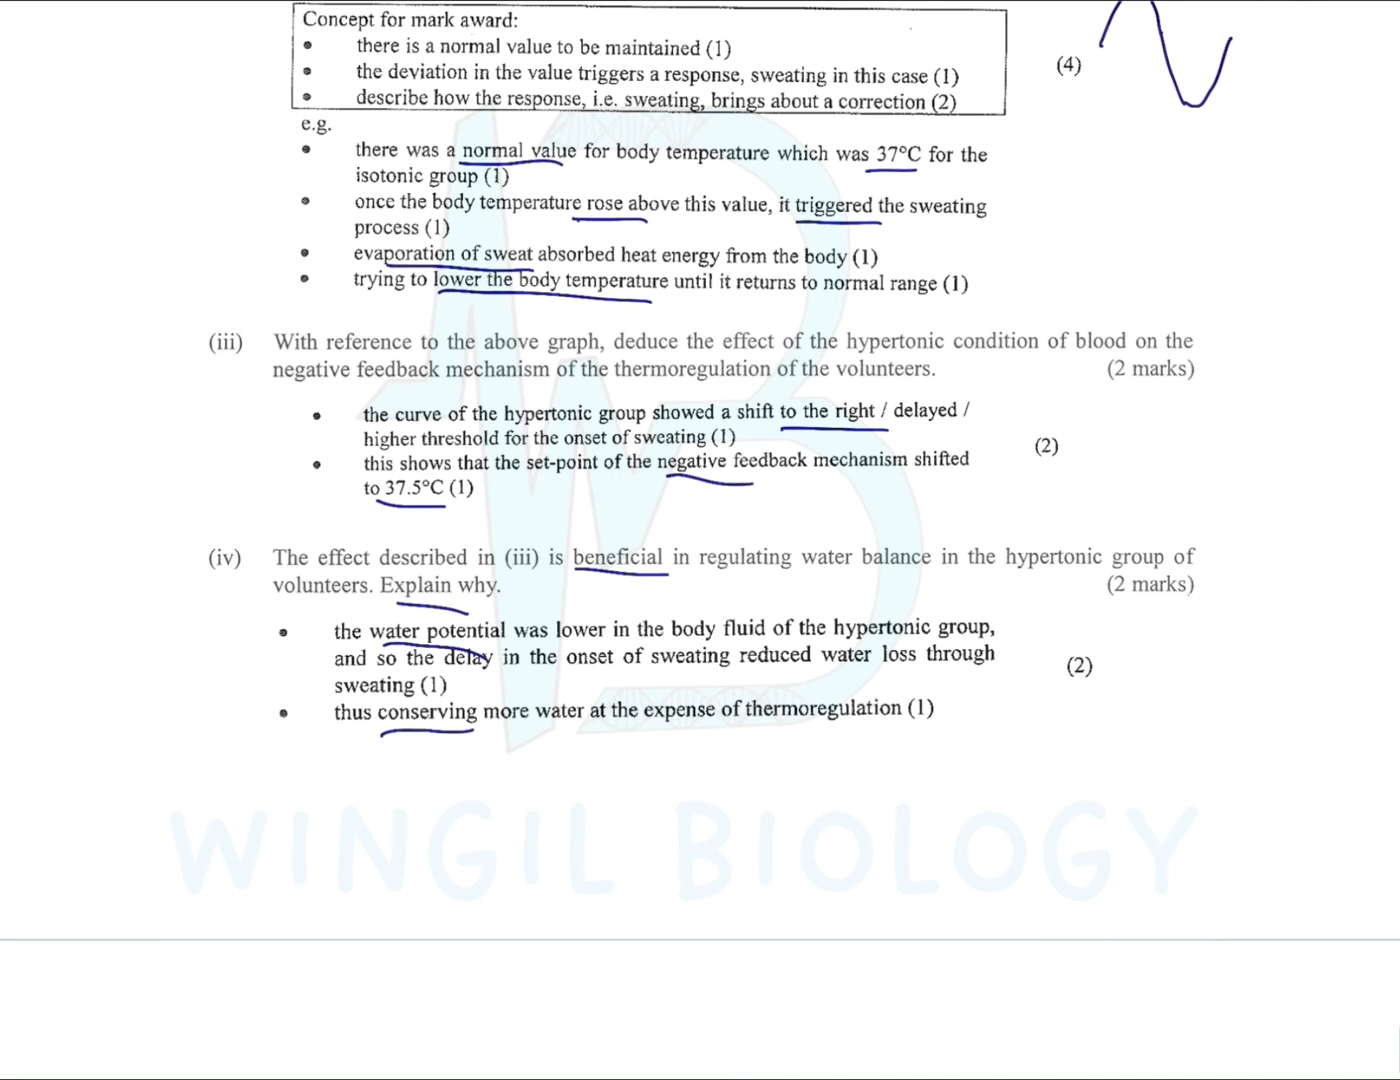 Concept for mark award:
• there is a normal value to be maintained (1)
• the deviation in the value triggers a response, sweating in this case (1)
(4)
• describe how the response, i.e. sweating, brings about a correction (2)
e.g.
• there was a normal value for body temperature which was 37°C for the
isotonic group (1)
• once the body temperature rose above this value, it triggered the sweating
process (1)
• evaporation of sweat absorbed heat energy from the body (1)
• trying to lower the body temperature until it returns to normal range (1)
(iii) With reference to the above graph, deduce the effect of the hypertonic condition of blood on the
negative feedback mechanism of the thermoregulation of the volunteers. (2 marks)
• the curve of the hypertonic group showed a shift to the right / delayed /
higher threshold for the onset of sweating (1)
(2)
• this shows that the set-point of the negative feedback mechanism shifted
to 37.5°C (1)
(iv) The effect described in (iii) is beneficial in regulating water balance in the hypertonic group of
volunteers. Explain why. (2 marks)
• the water potential was lower in the body fluid of the hypertonic group,
and so the delay in the onset of sweating reduced water loss through
(2)
sweating (1)
• thus conserving more water at the expense of thermoregulation (1)
WINGIL BIOLOGY